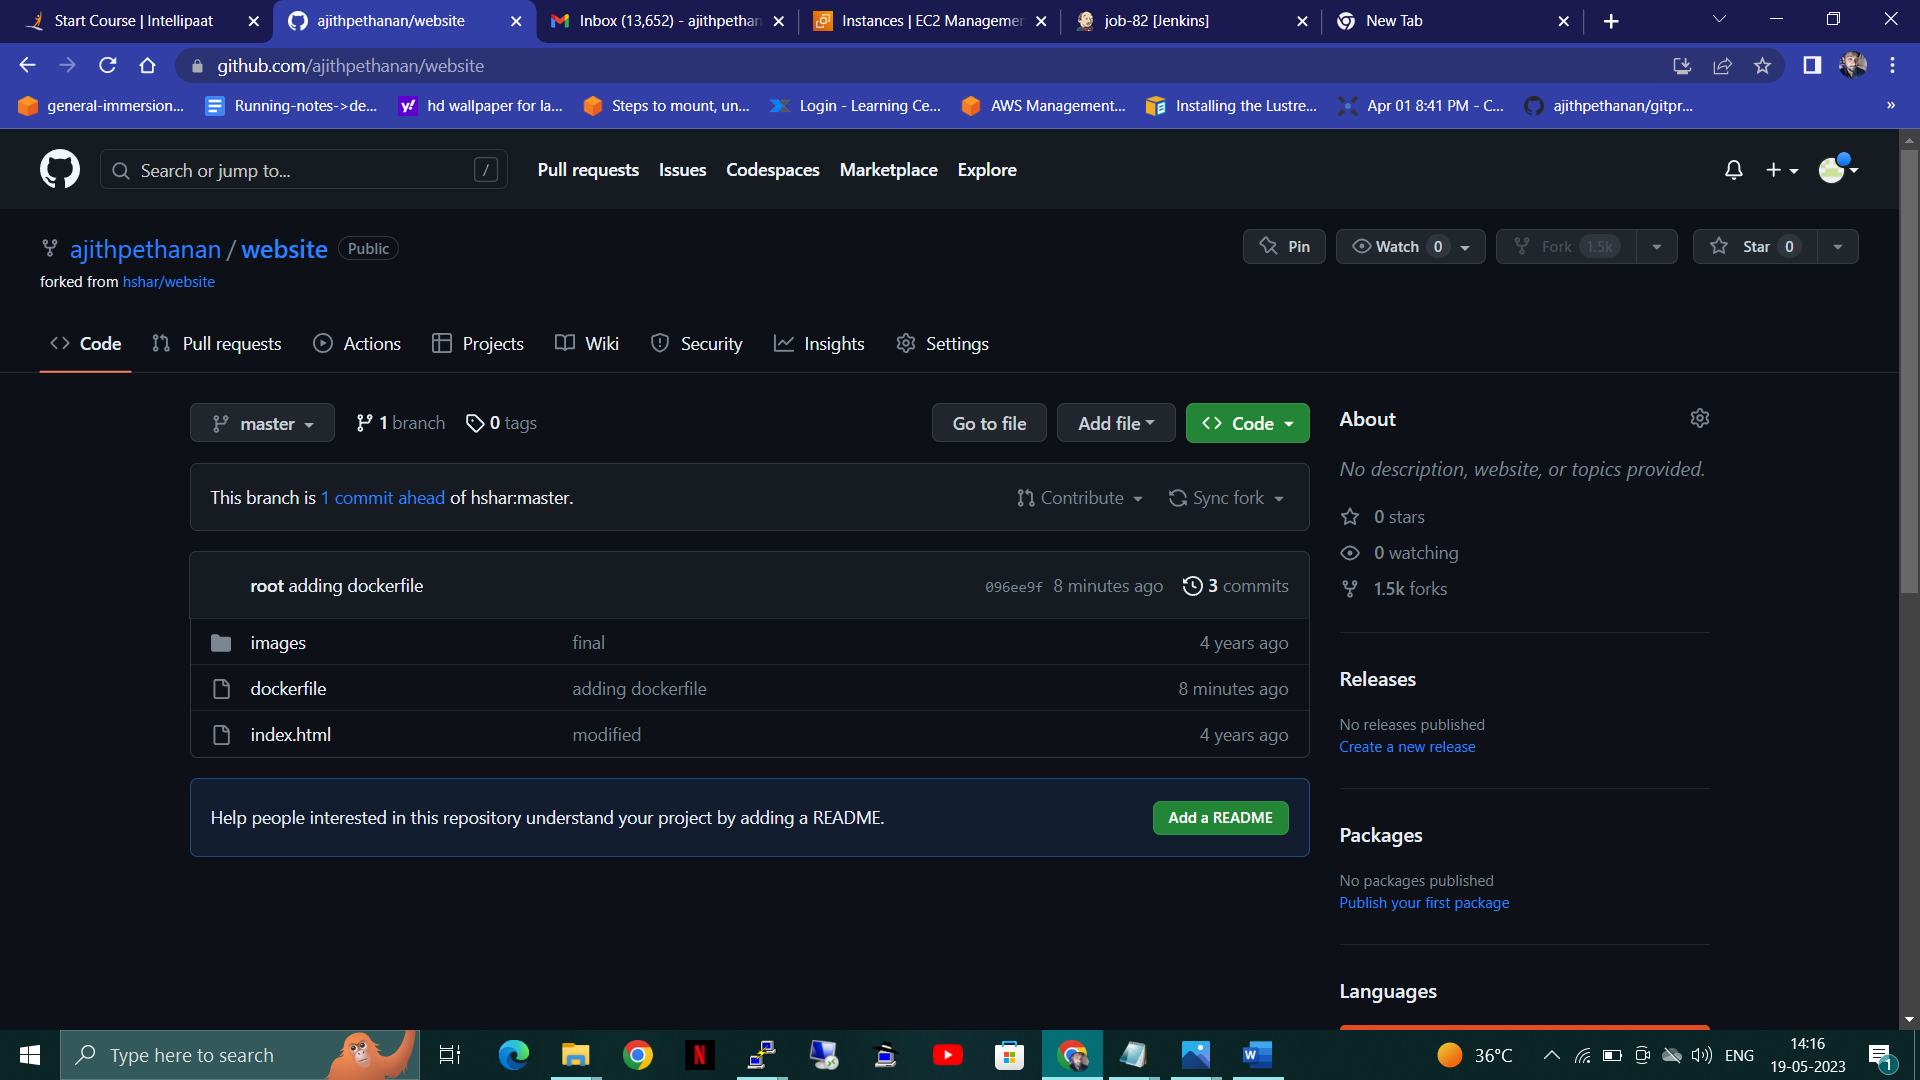 Start Course | Intellipaat
ajithpethanan/website
Inbox (13,652) - ajithpethan
Instances | EC2 Managemen
job-82 [Jenkins]
New Tab
github.com/ajithpethanan/website
general-immersion...
Running-notes->de...
hd wallpaper for la...
Steps to mount, un...
Login - Learning Ce...
AWS Management...
Installing the Lustre...
Apr 01 8:41 PM - C...
ajithpethanan/gitpr...
»
Search or jump to...
/
Pull requests
Issues
Codespaces
Marketplace
Explore
ajithpethanan / website
Public
Pin
Watch 0
Fork 1.5k
Star 0
forked from hshar/website
Code
Pull requests
Actions
Projects
Wiki
Security
Insights
Settings
master
1 branch
0 tags
Go to file
Add file
Code
About
No description, website, or topics provided.
This branch is 1 commit ahead of hshar:master.
Contribute
Sync fork
0 stars
0 watching
1.5k forks
root adding dockerfile
096ee9f 8 minutes ago
3 commits
images
final
4 years ago
dockerfile
adding dockerfile
8 minutes ago
index.html
modified
4 years ago
Releases
No releases published
Create a new release
Help people interested in this repository understand your project by adding a README.
Add a README
Packages
No packages published
Publish your first package
Languages
Type here to search
36°C
ENG
14:16
19-05-2023
1